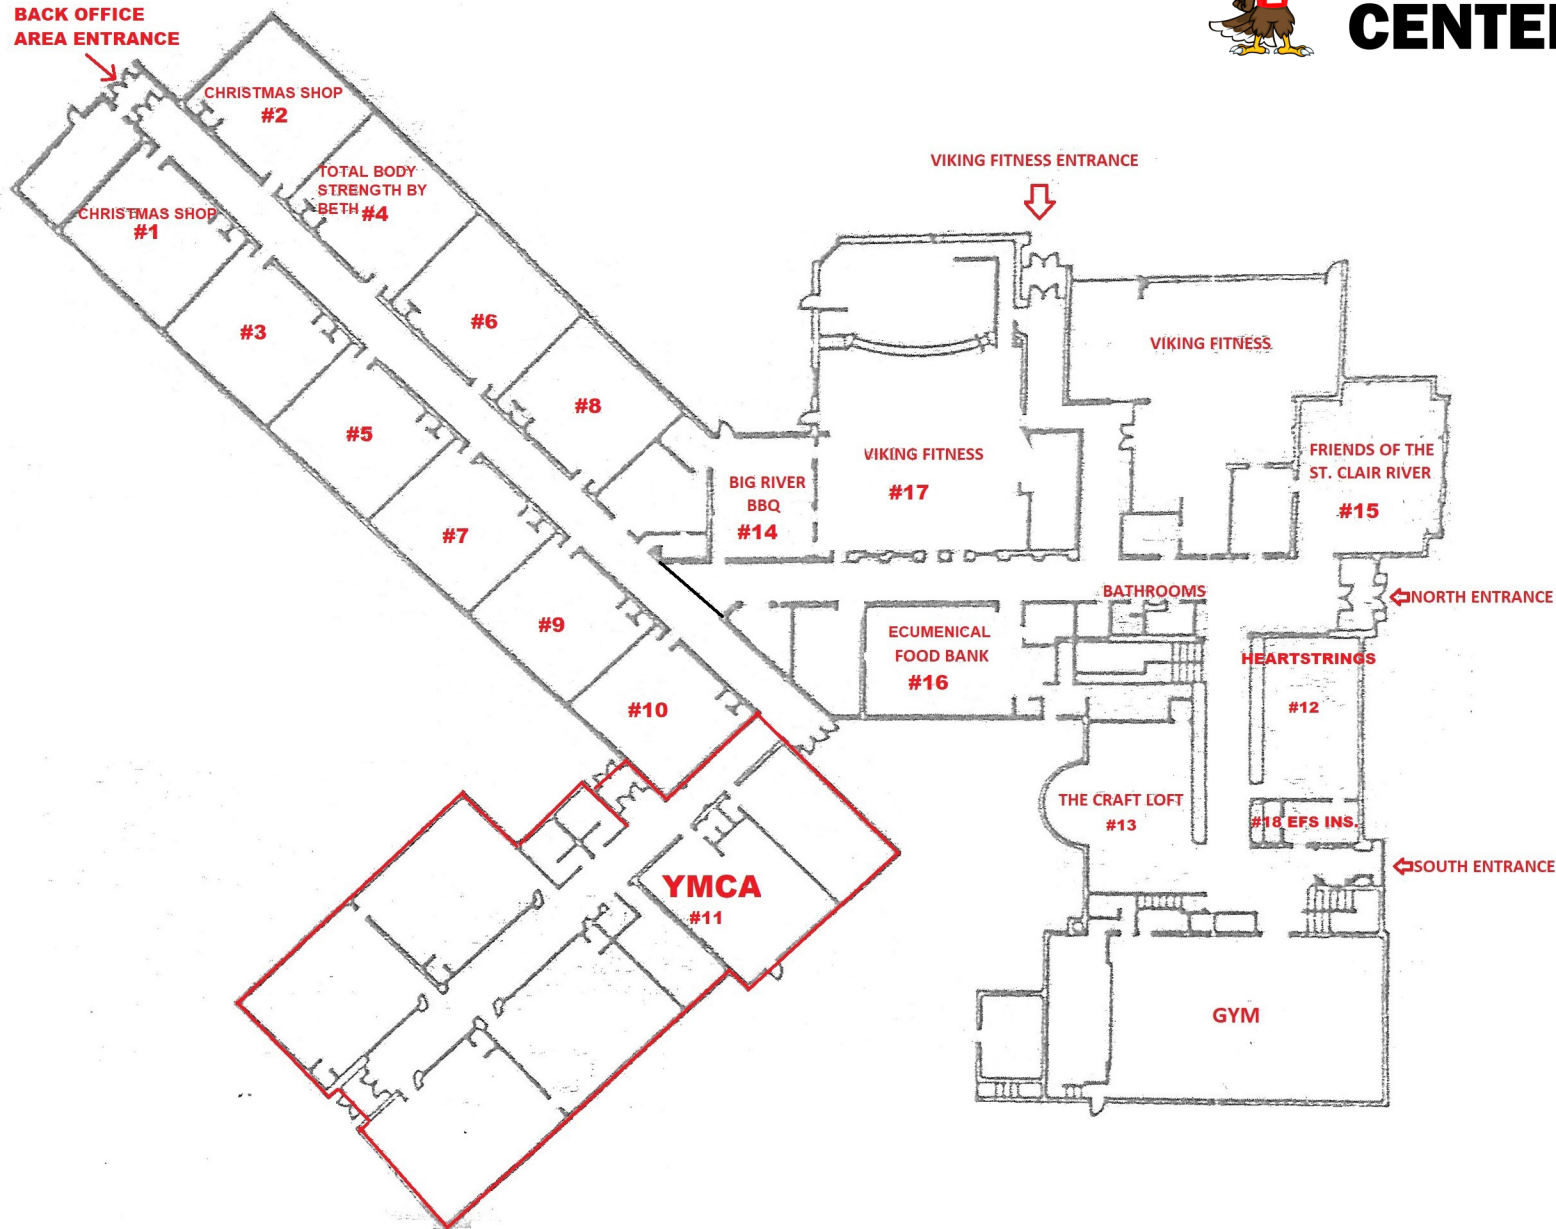 BACK OFFICE
AREA ENTRANCE
CHRISTMAS SHOP
#2
TOTAL BODY
STRENGTH BY
BETH #4
CHRISTMAS SHOP
#1
#3
#6
#5
#8
#7
#9
#10
VIKING FITNESS ENTRANCE
VIKING FITNESS
VIKING FITNESS
#17
BIG RIVER
BBQ
#14
FRIENDS OF THE
ST. CLAIR RIVER
#15
BATHROOMS
NORTH ENTRANCE
ECUMENICAL
FOOD BANK
#16
HEARTSTRINGS
#12
THE CRAFT LOFT
#13
#18 EFS INS.
SOUTH ENTRANCE
YMCA
#11
GYM